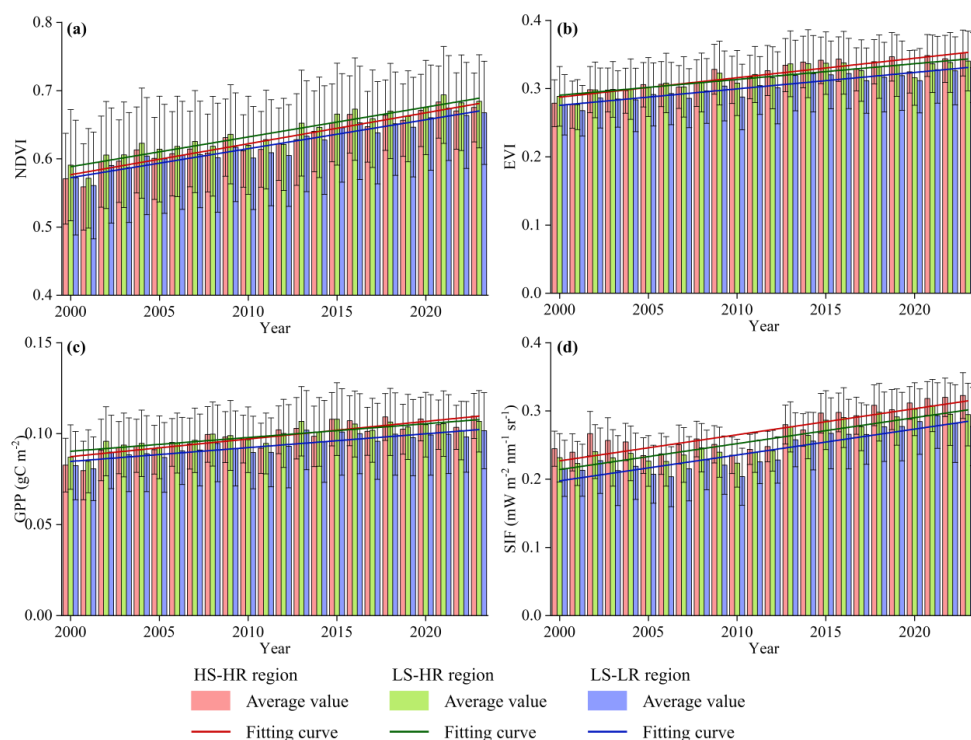 (a)
(b)
0.8
0.7
0.6
0.5
0.4
NDVI
2000 2005 2010 2015 2020
Year
0.4
0.3
0.2
0.1
0.0
EVI
2000 2005 2010 2015 2020
Year
(c)
(d)
0.15
0.10
0.05
0.00
GPP (gC m-2)
2000 2005 2010 2015 2020
Year
0.4
0.3
0.2
0.1
0.0
SIF (mW m-2 nm-1 sr-1)
2000 2005 2010 2015 2020
Year
HS-HR region LS-HR region LS-LR region
Average value Average value Average value
Fitting curve Fitting curve Fitting curve